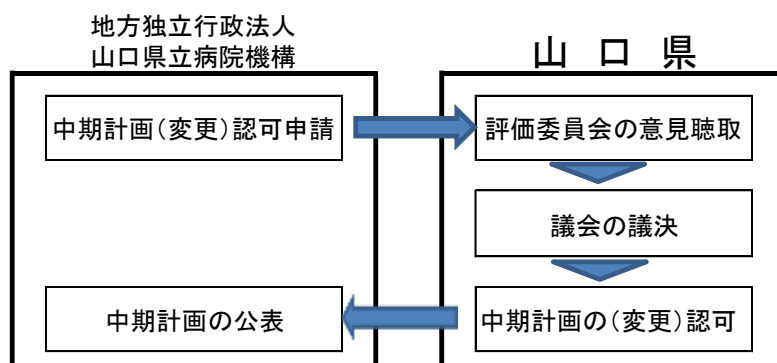 地方独立行政法人
山口県立病院機構
山 口 県
中期計画(変更)認可申請
評価委員会の意見聴取
議会の議決
中期計画の公表
中期計画の(変更)認可